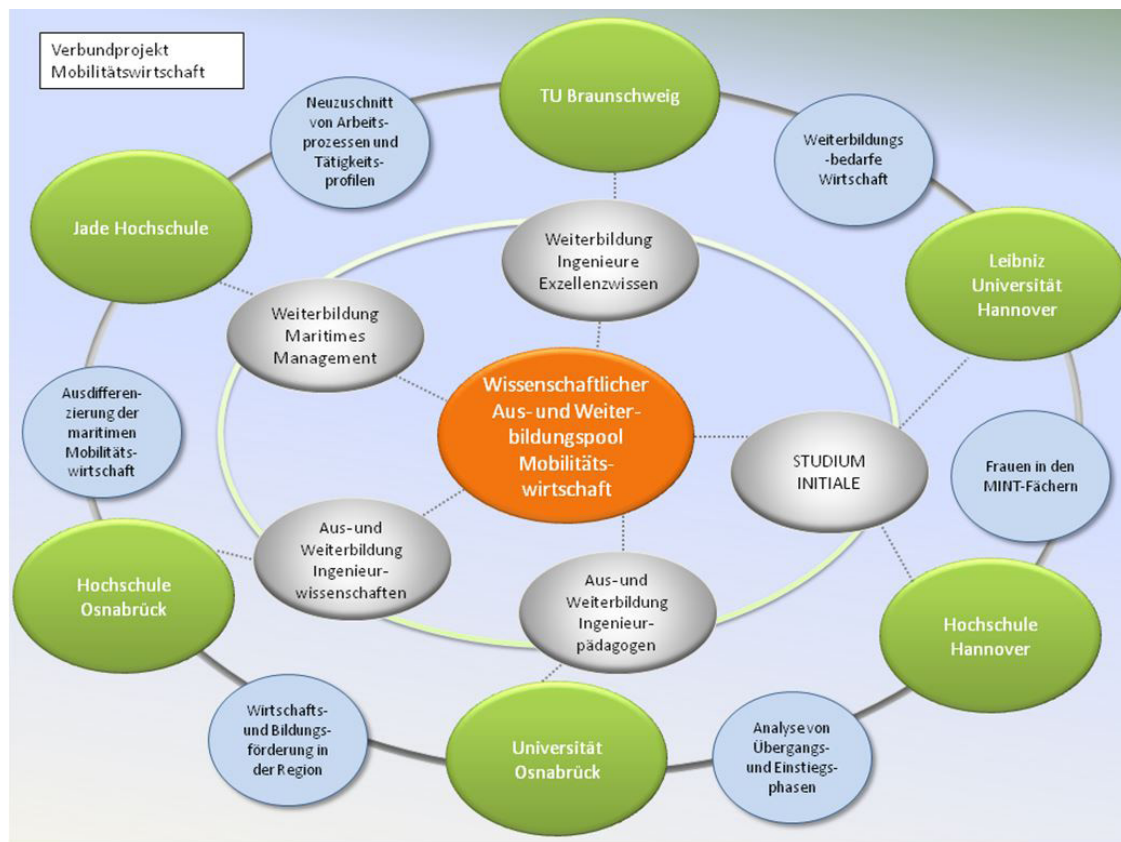 Verbundprojekt
Mobilitätswirtschaft
TU Braunschweig
Neuzuschnitt
von Arbeits-
prozessen und
Tätigkeits-
profilen
Weiterbildungs
-bedarfe
Wirtschaft
Jade Hochschule
Weiterbildung
Ingenieure
Exzellenzwissen
Leibniz
Universität
Hannover
Weiterbildung
Maritimes
Management
Wissenschaftlicher
Aus- und Weiter-
bildungspool
Mobilitäts-
wirtschaft
Ausdifferen-
zierung der
maritimen
Mobilitäts-
wirtschaft
STUDIUM
INITIALE
Frauen in den
MINT-Fächern
Aus- und
Weiterbildung
Ingenieur-
wissenschaften
Hochschule
Osnabrück
Aus- und
Weiterbildung
Ingenieur-
pädagogen
Hochschule
Hannover
Wirtschafts-
und Bildungs-
förderung in
der Region
Universität
Osnabrück
Analyse von
Übergangs-
und Einstiegs-
phasen